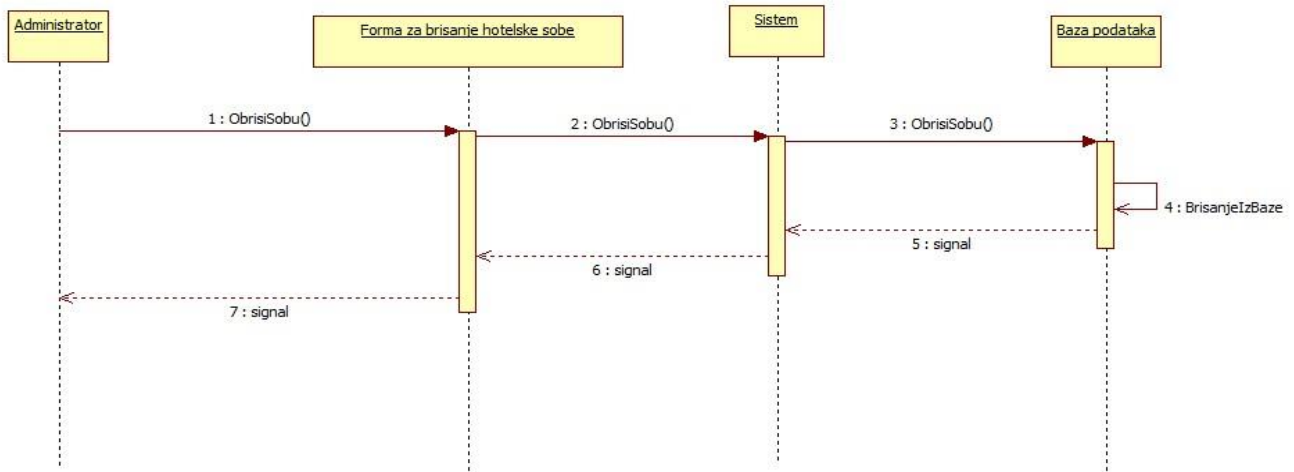 Administrator
Forma za brisanje hotelske sobe
Sistem
Baza podataka
1 : ObrisiSobu()
2 : ObrisiSobu()
3 : ObrisiSobu()
4 : BrisanjeIzBaze
5 : signal
6 : signal
7 : signal